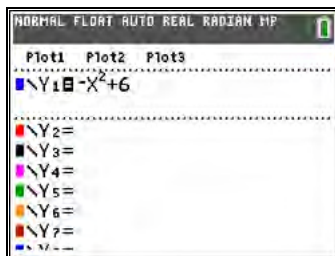 NORMAL FLOAT AUTO REAL RADIAN MP
Plot1 Plot2 Plot3
\Y₁=-X²+6
\Y₂=
\Y₃=
\Y₄=
\Y₅=
\Y₆=
\Y₇=